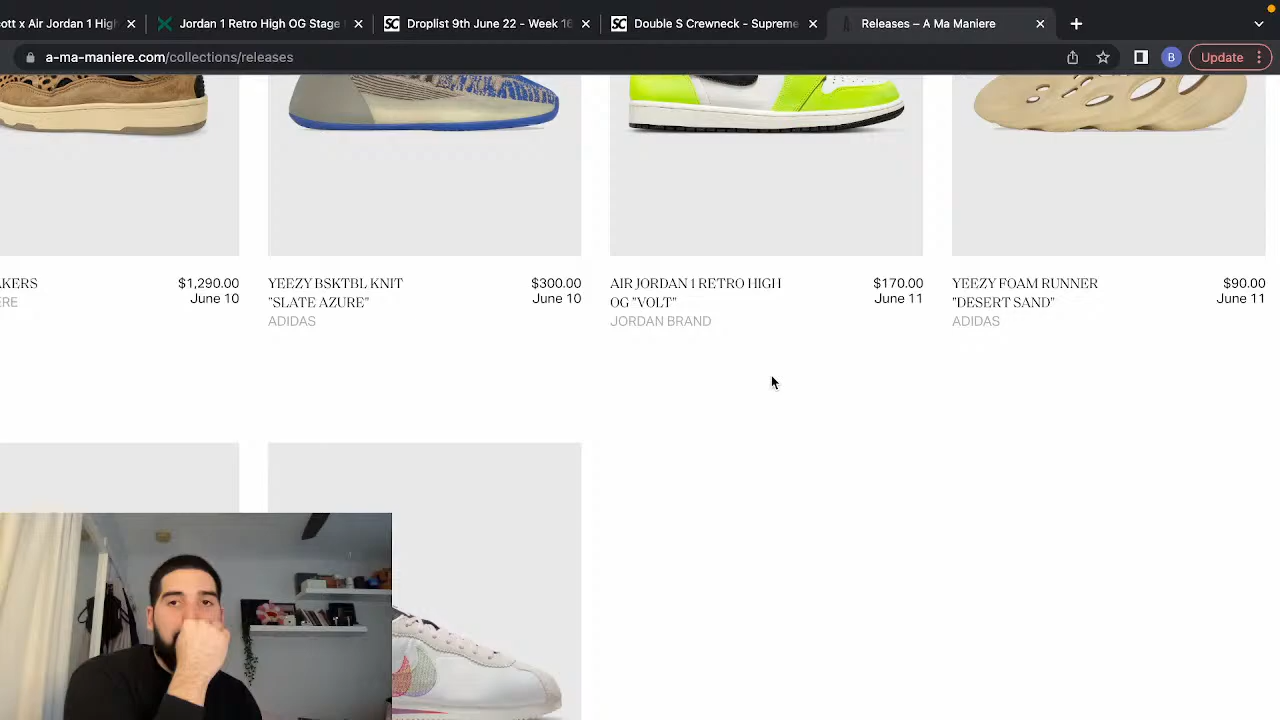 ott x Air Jordan 1 High
Jordan 1 Retro High OG Stage
SC
Droplist 9th June 22 - Week 16
SC
Double S Crewneck - Supreme
Releases – A Ma Maniere
a-ma-maniere.com/collections/releases
B
Update
AKERS
$1,290.00
ERE
June 10
YEEZY BSKTBL KNIT
$300.00
"SLATE AZURE"
June 10
ADIDAS
AIR JORDAN 1 RETRO HIGH
$170.00
OG "VOLT"
June 11
JORDAN BRAND
YEEZY FOAM RUNNER
$90.00
"DESERT SAND"
June 11
ADIDAS